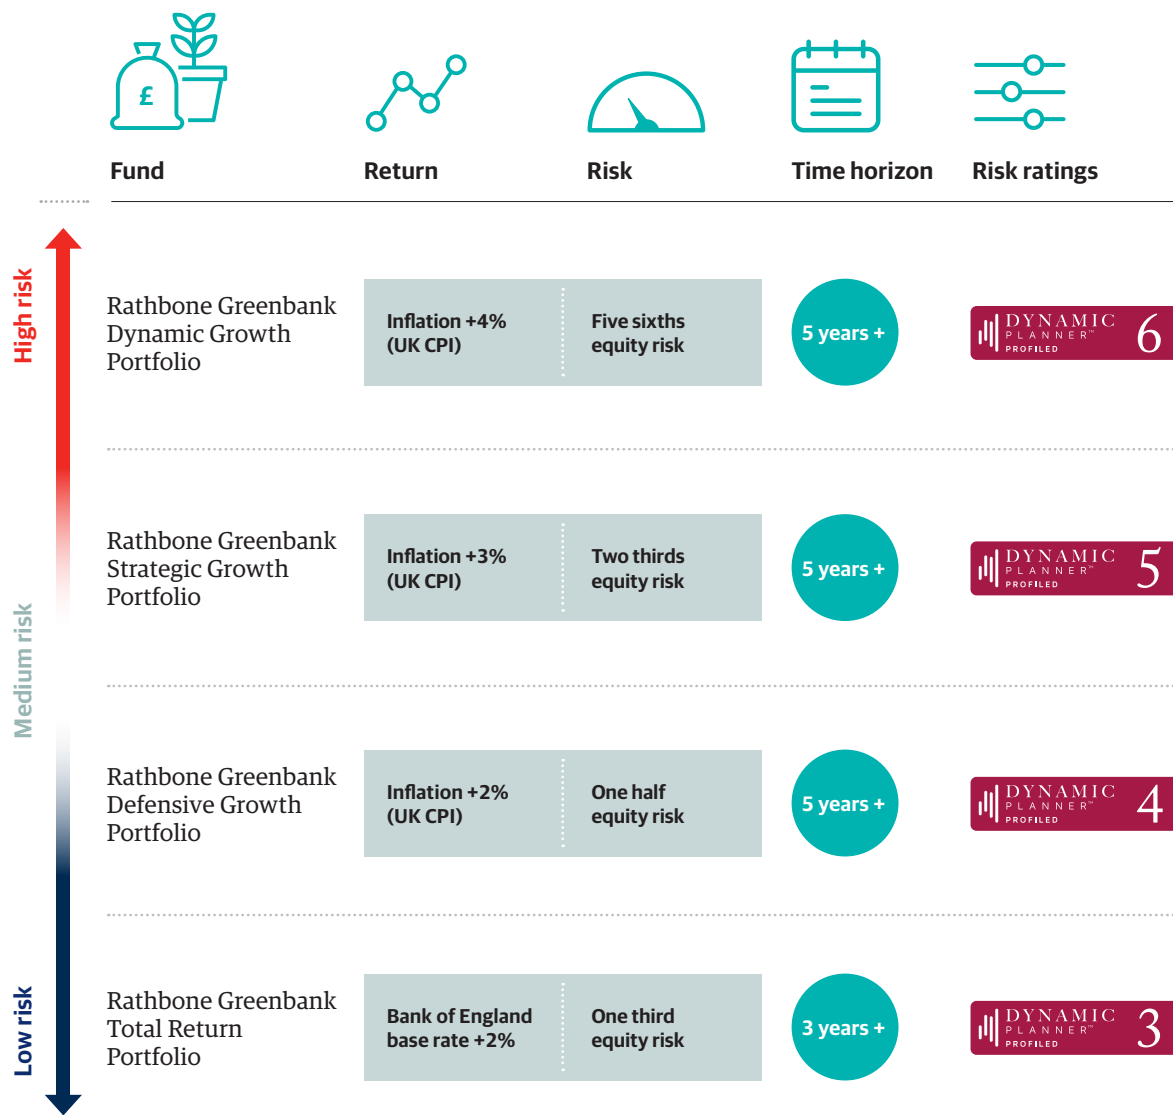 £
Fund
Return
Risk
Time horizon
Risk ratings
High risk
Rathbone Greenbank
Dynamic Growth
Portfolio
Inflation +4%
(UK CPI)
Five sixths
equity risk
5 years +
DYNAMIC
PLANNER™
PROFILED
6
Rathbone Greenbank
Strategic Growth
Portfolio
Inflation +3%
(UK CPI)
Two thirds
equity risk
5 years +
DYNAMIC
PLANNER™
PROFILED
5
Medium risk
Rathbone Greenbank
Defensive Growth
Portfolio
Inflation +2%
(UK CPI)
One half
equity risk
5 years +
DYNAMIC
PLANNER™
PROFILED
4
Low risk
Rathbone Greenbank
Total Return
Portfolio
Bank of England
base rate +2%
One third
equity risk
3 years +
DYNAMIC
PLANNER™
PROFILED
3